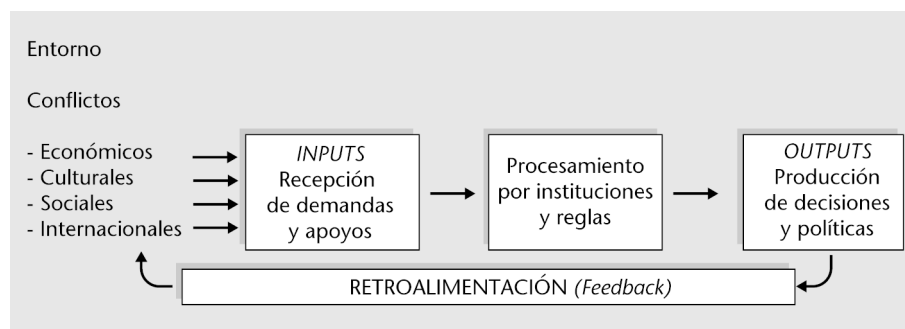 Entorno
Conflictos
- Económicos
- Culturales
- Sociales
- Internacionales
INPUTS
Recepción
de demandas
y apoyos
Procesamiento
por instituciones
y reglas
OUTPUTS
Producción
de decisiones
y políticas
RETROALIMENTACIÓN (Feedback)